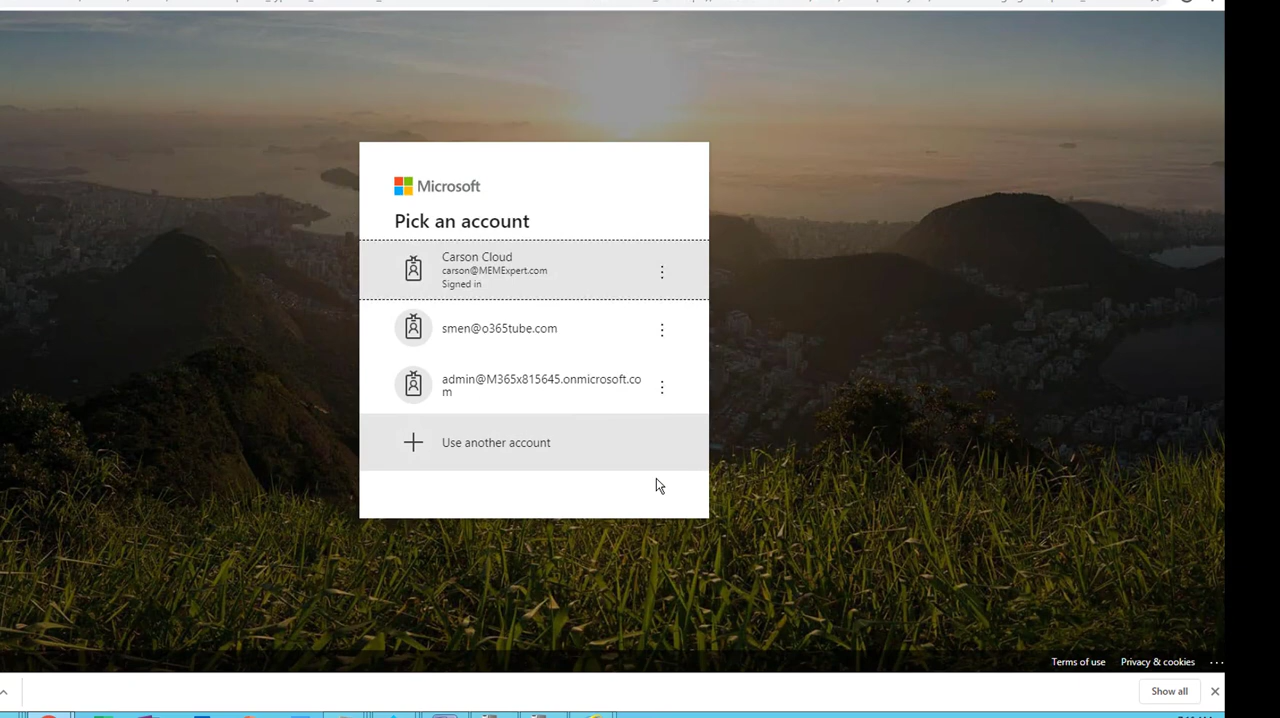 Microsoft
Pick an account
Carson Cloud
carson@MEMExpert.com
Signed in
smen@o365tube.com
admin@M365x815645.onmicrosoft.co
m
Use another account
Terms of use
Privacy & cookies
Show all